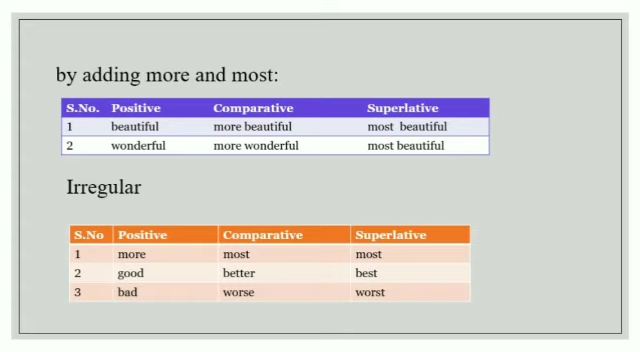 by adding more and most:
S.No. Positive Comparative Superlative
1 beautiful more beautiful most beautiful
2 wonderful more wonderful most beautiful
Irregular
S.No Positive Comparative Superlative
1 more most most
2 good better best
3 bad worse worst